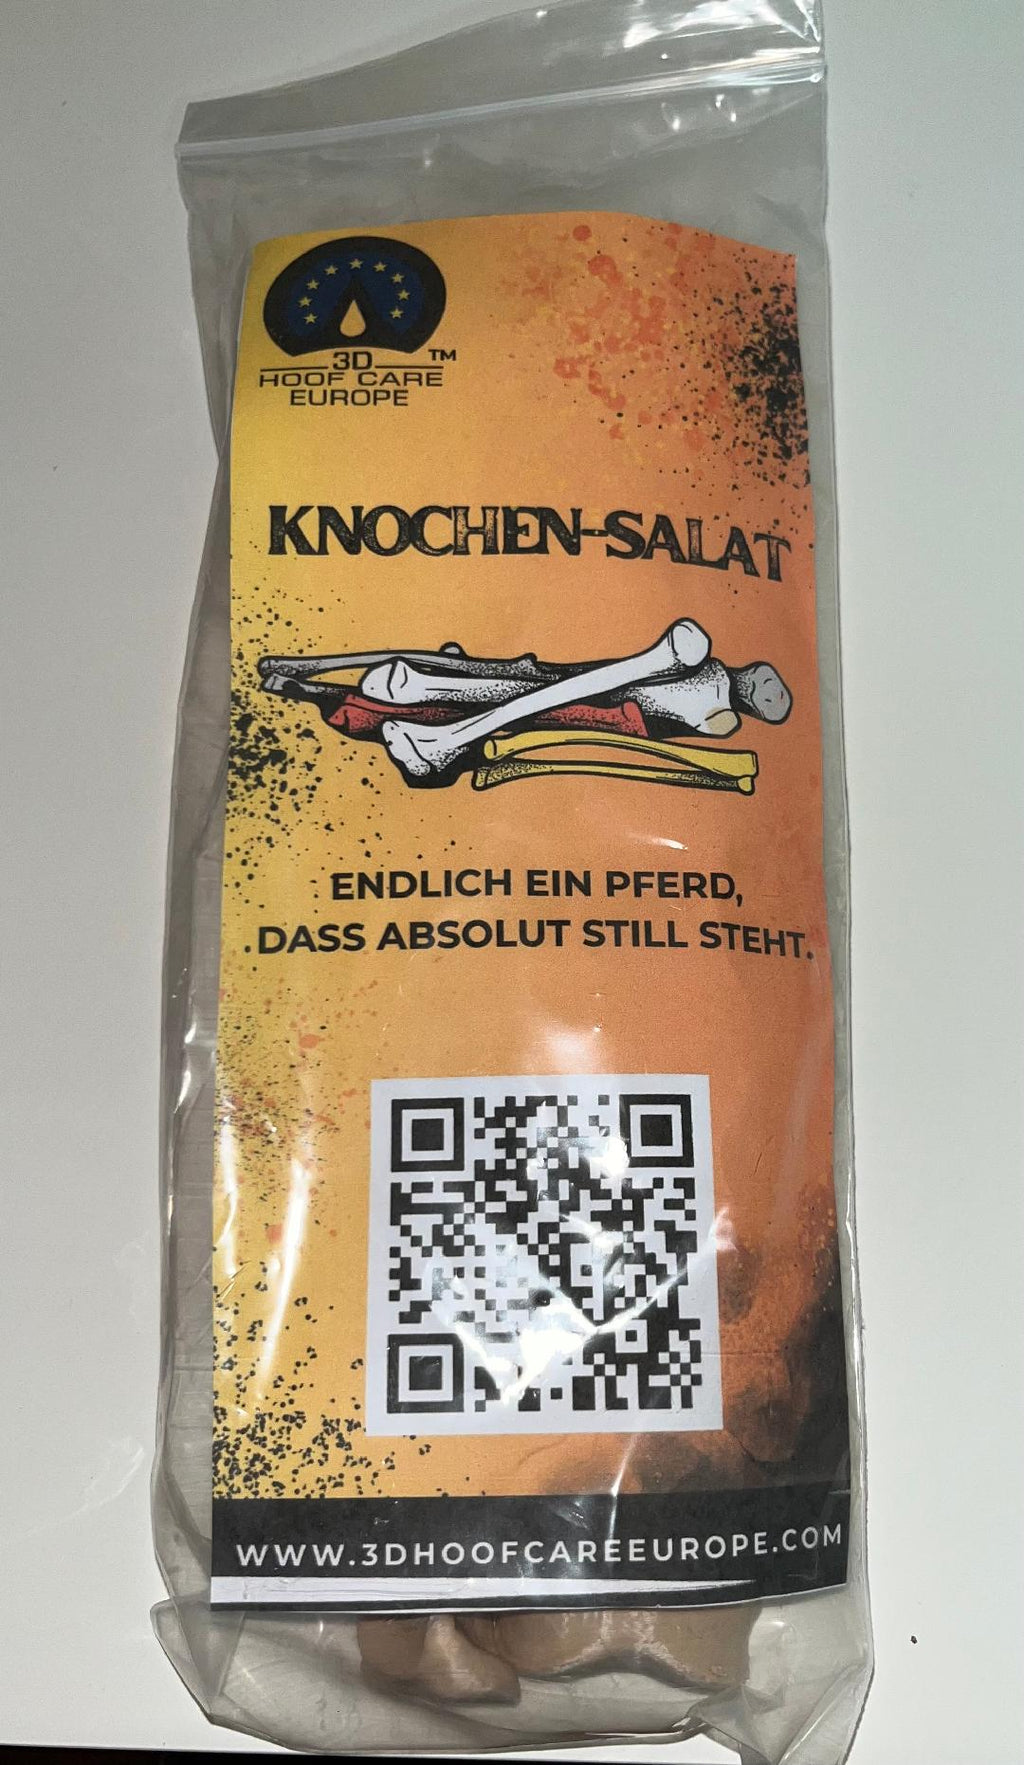 3D ™
HOOF CARE
EUROPE
KNOCHEN-SALAT
ENDLICH EIN PFERD,
DASS ABSOLUT STILL STEHT.
WWW.3DHOOFCAREEUROPE.COM